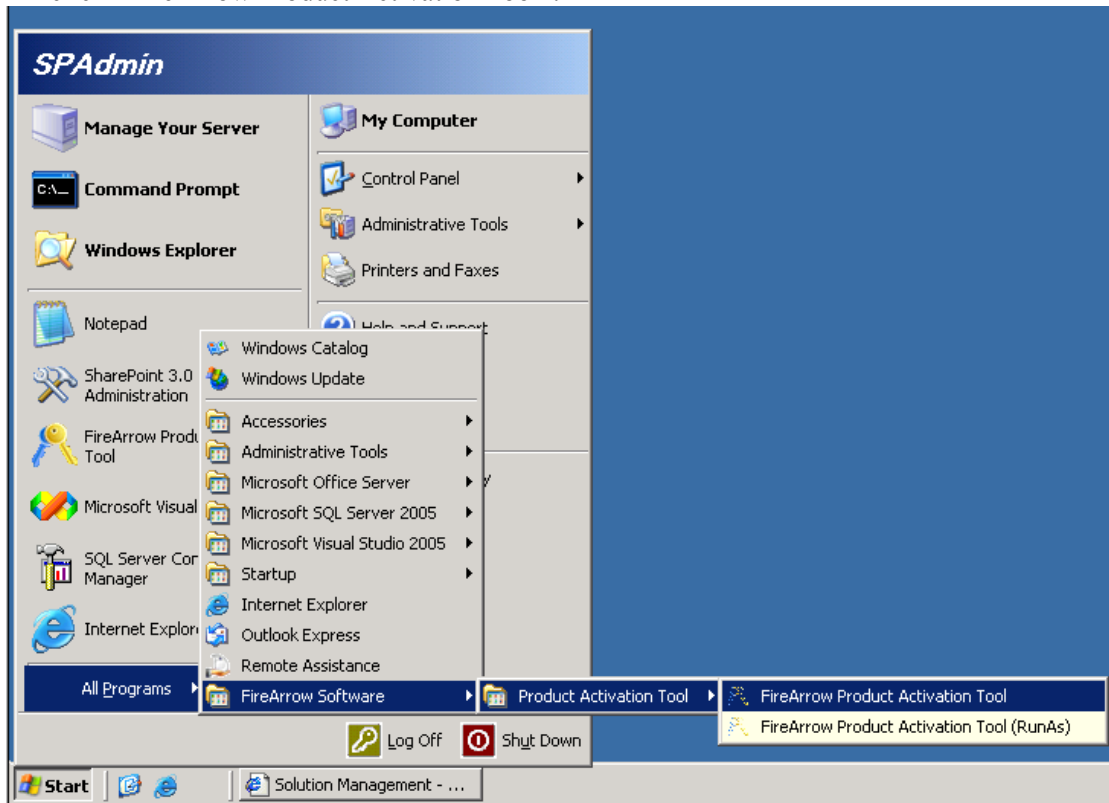 SPAdmin
Manage Your Server
C:\_
Command Prompt
Windows Explorer
Notepad
SharePoint 3.0
Administration
FireArrow Produ
Tool
Microsoft Visual
SQL Server Con
Manager
Internet Explor
All Programs
My Computer
Control Panel
Administrative Tools
Printers and Faxes
Help and Support
Windows Catalog
Windows Update
Accessories
Administrative Tools
Microsoft Office Server
Microsoft SQL Server 2005
Microsoft Visual Studio 2005
Startup
Internet Explorer
Outlook Express
Remote Assistance
FireArrow Software
Product Activation Tool
FireArrow Product Activation Tool
FireArrow Product Activation Tool (RunAs)
Log Off
Shut Down
Start
Solution Management - ...